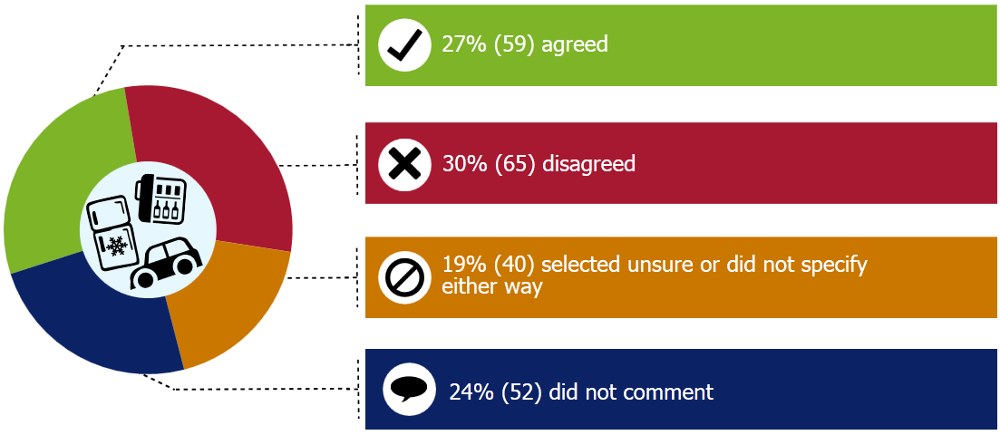 27% (59) agreed
30% (65) disagreed
19% (40) selected unsure or did not specify
either way
24% (52) did not comment